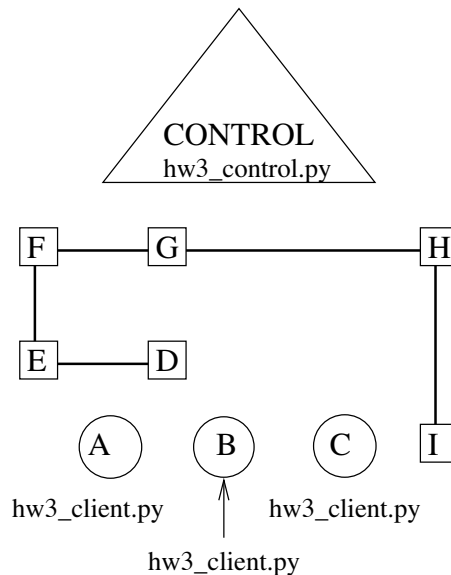 CONTROL
hw3_control.py
F G H
E D
A B C I
hw3_client.py hw3_client.py
hw3_client.py